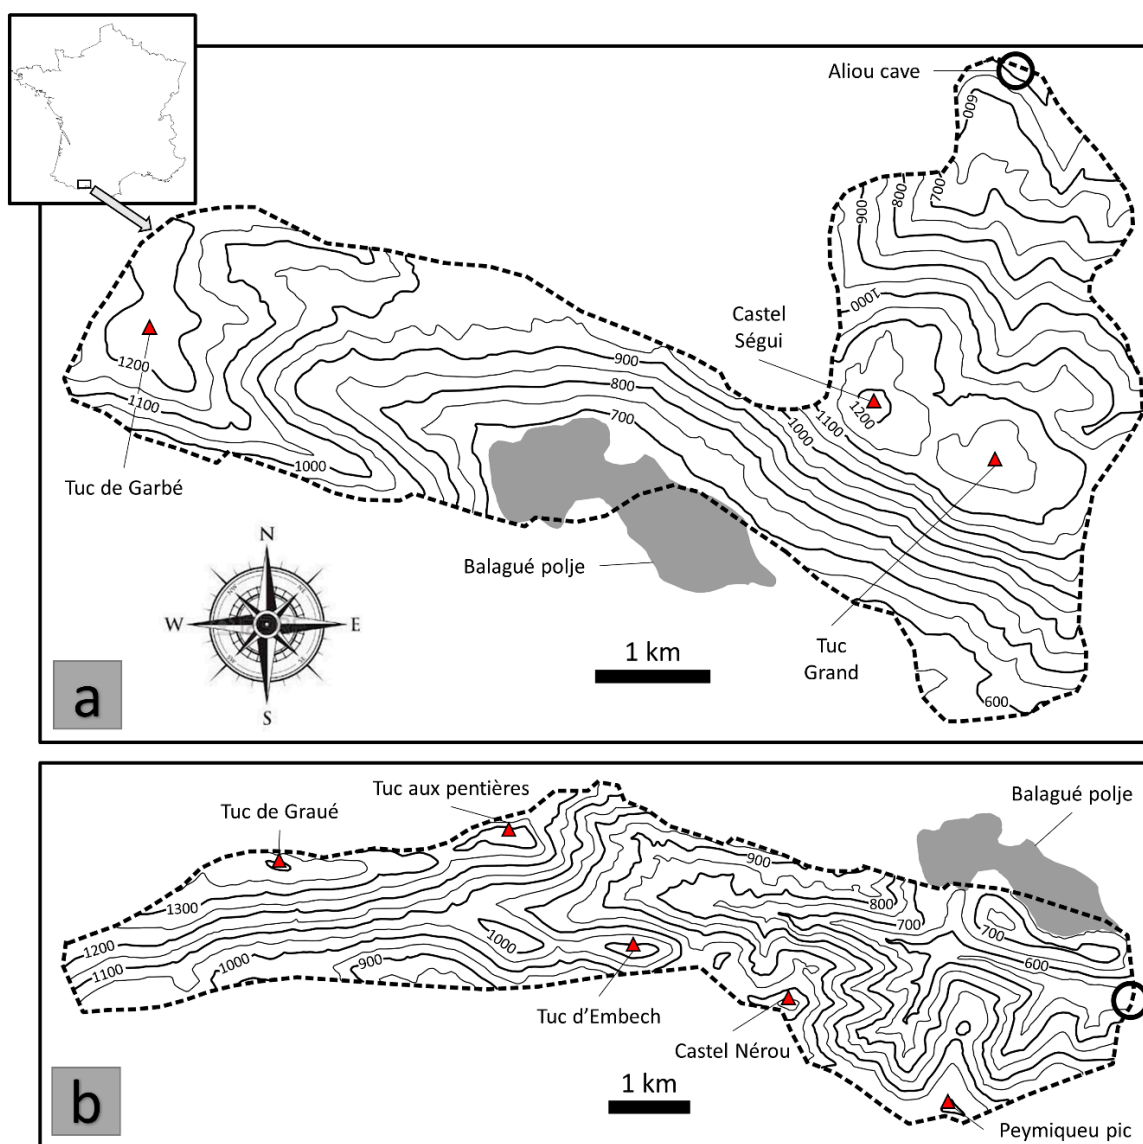 Aliou cave
600
900
800
700
1000
Castel
Ségui
1200
1100
1000
900
800
700
1200
1100
1000
Tuc de Garbé
Balagué polje
N
W
E
S
1 km
Tuc
Grand
600
a
Tuc aux pentières
Tuc de Graué
Balagué polje
900
800
700
700
600
1300
1200
1100
1000
900
1000
Tuc d'Embech
Castel Nérou
1 km
Peymiqueu pic
b